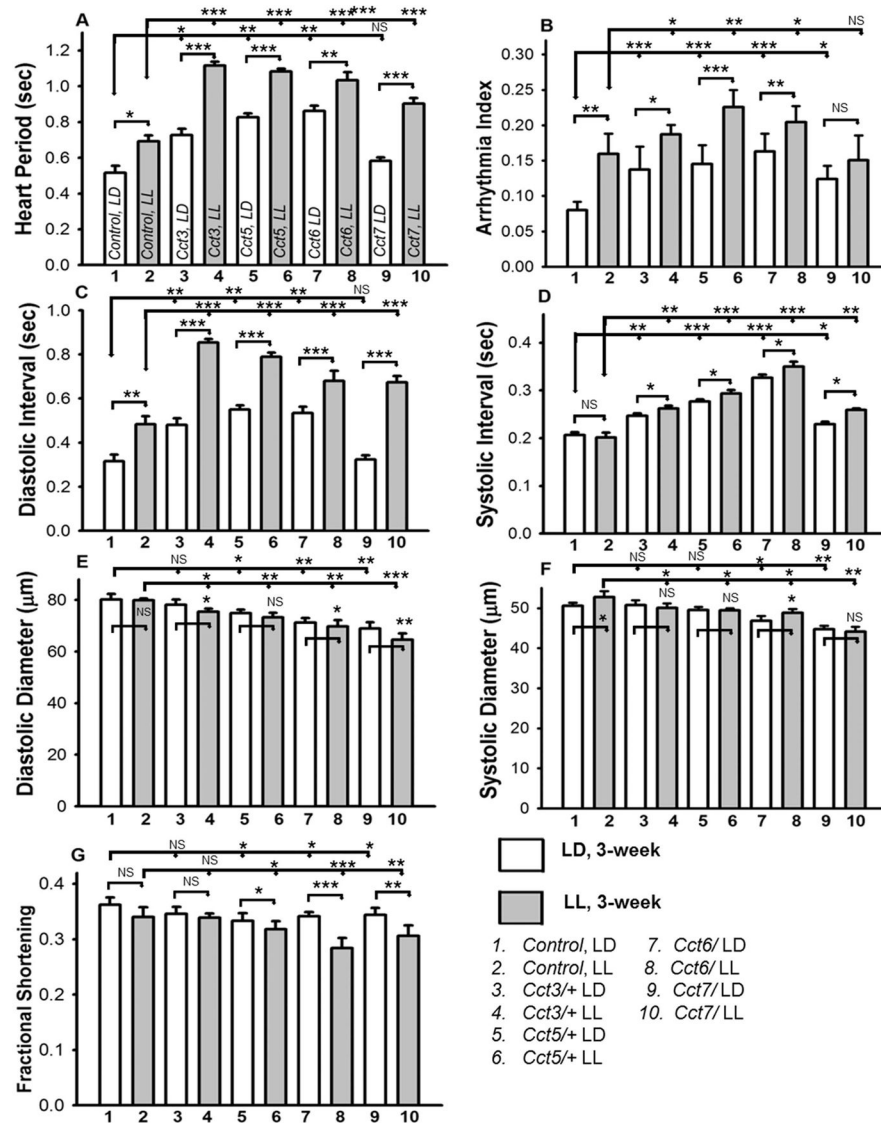 A
*** *** *** ***
* ** ** NS
Heart Period (sec)
1.2
1.0
0.8
0.6
0.4
0.2
0.0
* *** *** ** ***
Control, LD
Control, LL
Cct3, LD
Cct3, LL
Cct5, LD
Cct5, LL
Cct6 LD
Cct6, LL
Cct7 LD
Cct7, LL
1 2 3 4 5 6 7 8 9 10
B
* ** * NS
*** *** *** *
Arrhythmia Index
0.35
0.30
0.25
0.20
0.15
0.10
0.05
0.00
** * *** ** NS
1 2 3 4 5 6 7 8 9 10
C
** ** ** NS
*** *** *** ***
Diastolic Interval (sec)
1.0
0.8
0.6
0.4
0.2
0.0
** *** *** *** ***
1 2 3 4 5 6 7 8 9 10
D
** *** *** **
** *** *** *
Systolic Interval (sec)
0.4
0.3
0.2
0.1
0.0
NS * * * *
1 2 3 4 5 6 7 8 9 10
E
NS * ** **
* ** ** ***
Diastolic Diameter (μm)
80
60
40
20
0
NS * NS * **
1 2 3 4 5 6 7 8 9 10
F
NS NS * **
* * * **
Systolic Diameter (μm)
50
40
30
20
10
0
* NS NS * NS
1 2 3 4 5 6 7 8 9 10
G
NS * * *
NS * *** **
Fractional Shortening
0.4
0.3
0.2
0.1
0.0
NS NS * *** **
1 2 3 4 5 6 7 8 9 10
LD, 3-week
LL, 3-week
1. Control, LD
2. Control, LL
3. Cct3/+ LD
4. Cct3/+ LL
5. Cct5/+ LD
6. Cct5/+ LL
7. Cct6/ LD
8. Cct6/ LL
9. Cct7/ LD
10. Cct7/ LL